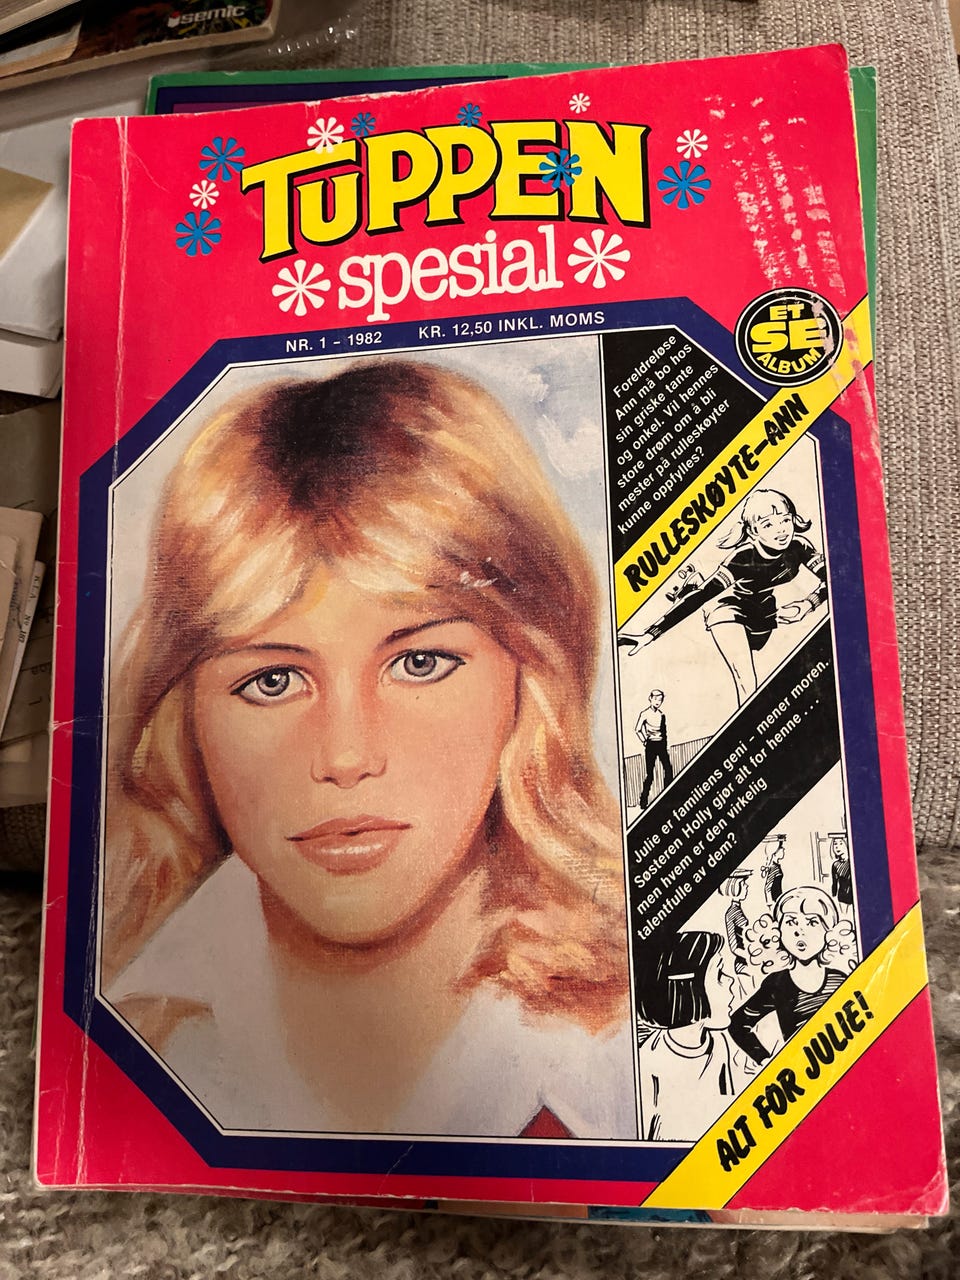 semic
TUPPEN
spesial
NR. 1 - 1982 KR. 12,50 INKL. MOMS
ET
SE
ALBUM
Foreldreløse
Ann må bo hos
sin griske tante
og onkel. Vil hennes
store drøm om å bli
mester på rulleskøyter
kunne oppfylles?
RULLESKØYTE-ANN
Julie er familiens geni - mener moren.
Søsteren Holly gjør alt for henne ...
men hvem er den virkelig
talentfulle av dem?
ALT FOR JULIE!